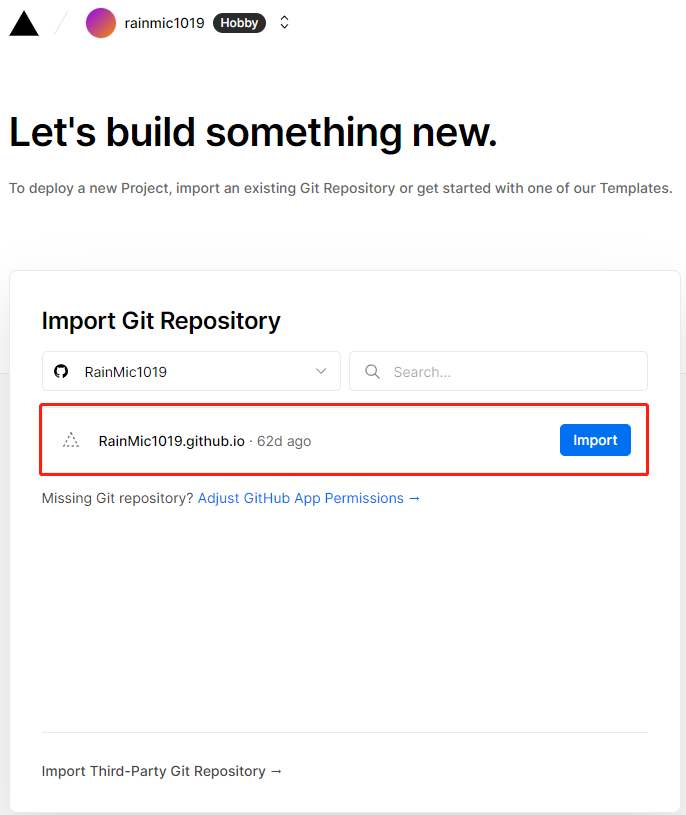 rainmic1019 Hobby
Let's build something new.
To deploy a new Project, import an existing Git Repository or get started with one of our Templates.
Import Git Repository
RainMic1019 Search...
RainMic1019.github.io · 62d ago Import
Missing Git repository? Adjust GitHub App Permissions →
Import Third-Party Git Repository →